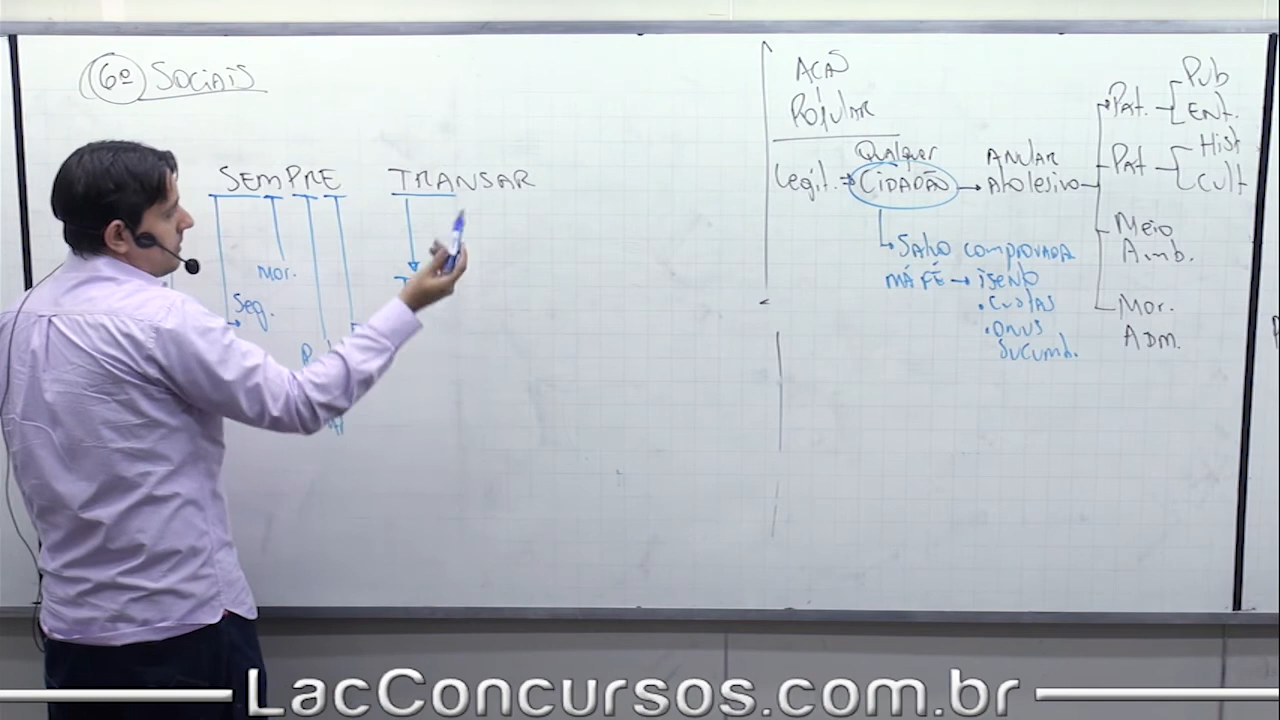 6º SOCIAIS
SEMPRE TRANSAR
Mor.
Seg.
AÇÃO
POPULAR
Legit. → QUALQUER CIDADÃO → ANULAR
Ato lesivo
Salvo comprovada
MÁ FÉ → isento
. CUSTAS
. ONUS
SUCUMB.
Pat. Pub
Ent.
Pat Hist
Cult
Meio
Amb.
Mor.
ADM.
LacConcursos.com.br